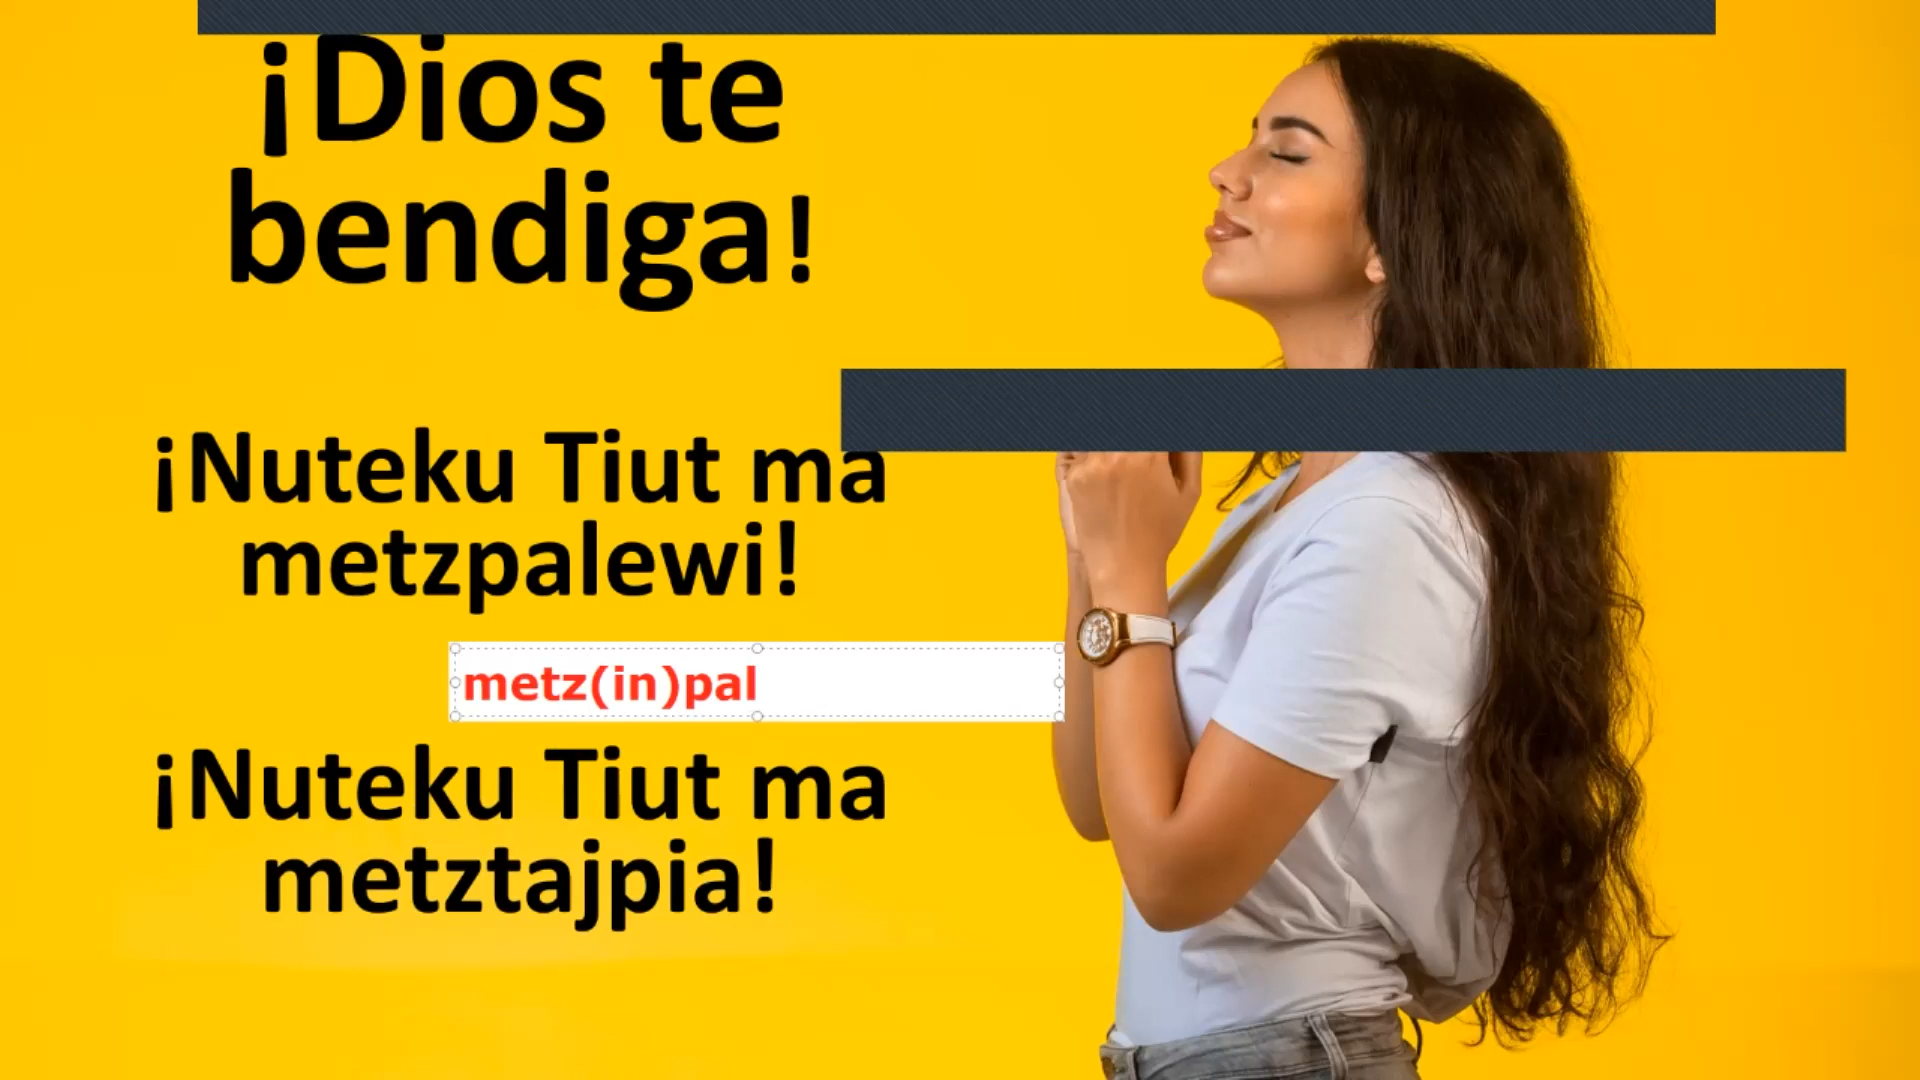 ¡Dios te
bendiga!
¡Nuteku Tiut ma
metzpalewi!
metz(in)pal
¡Nuteku Tiut ma
metztajpia!